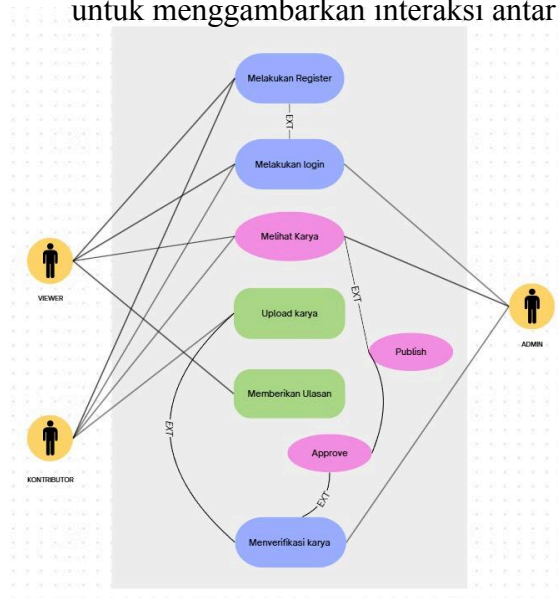 untuk menggambarkan interaksi antar
Melakukan Register
EXT
Melakukan login
Melihat Karya
VIEWER
EXT
Upload karya
ADMIN
Publish
Memberikan Ulasan
EXT
Approve
KONTRIBUTOR
EXT
Menverifikasi karya